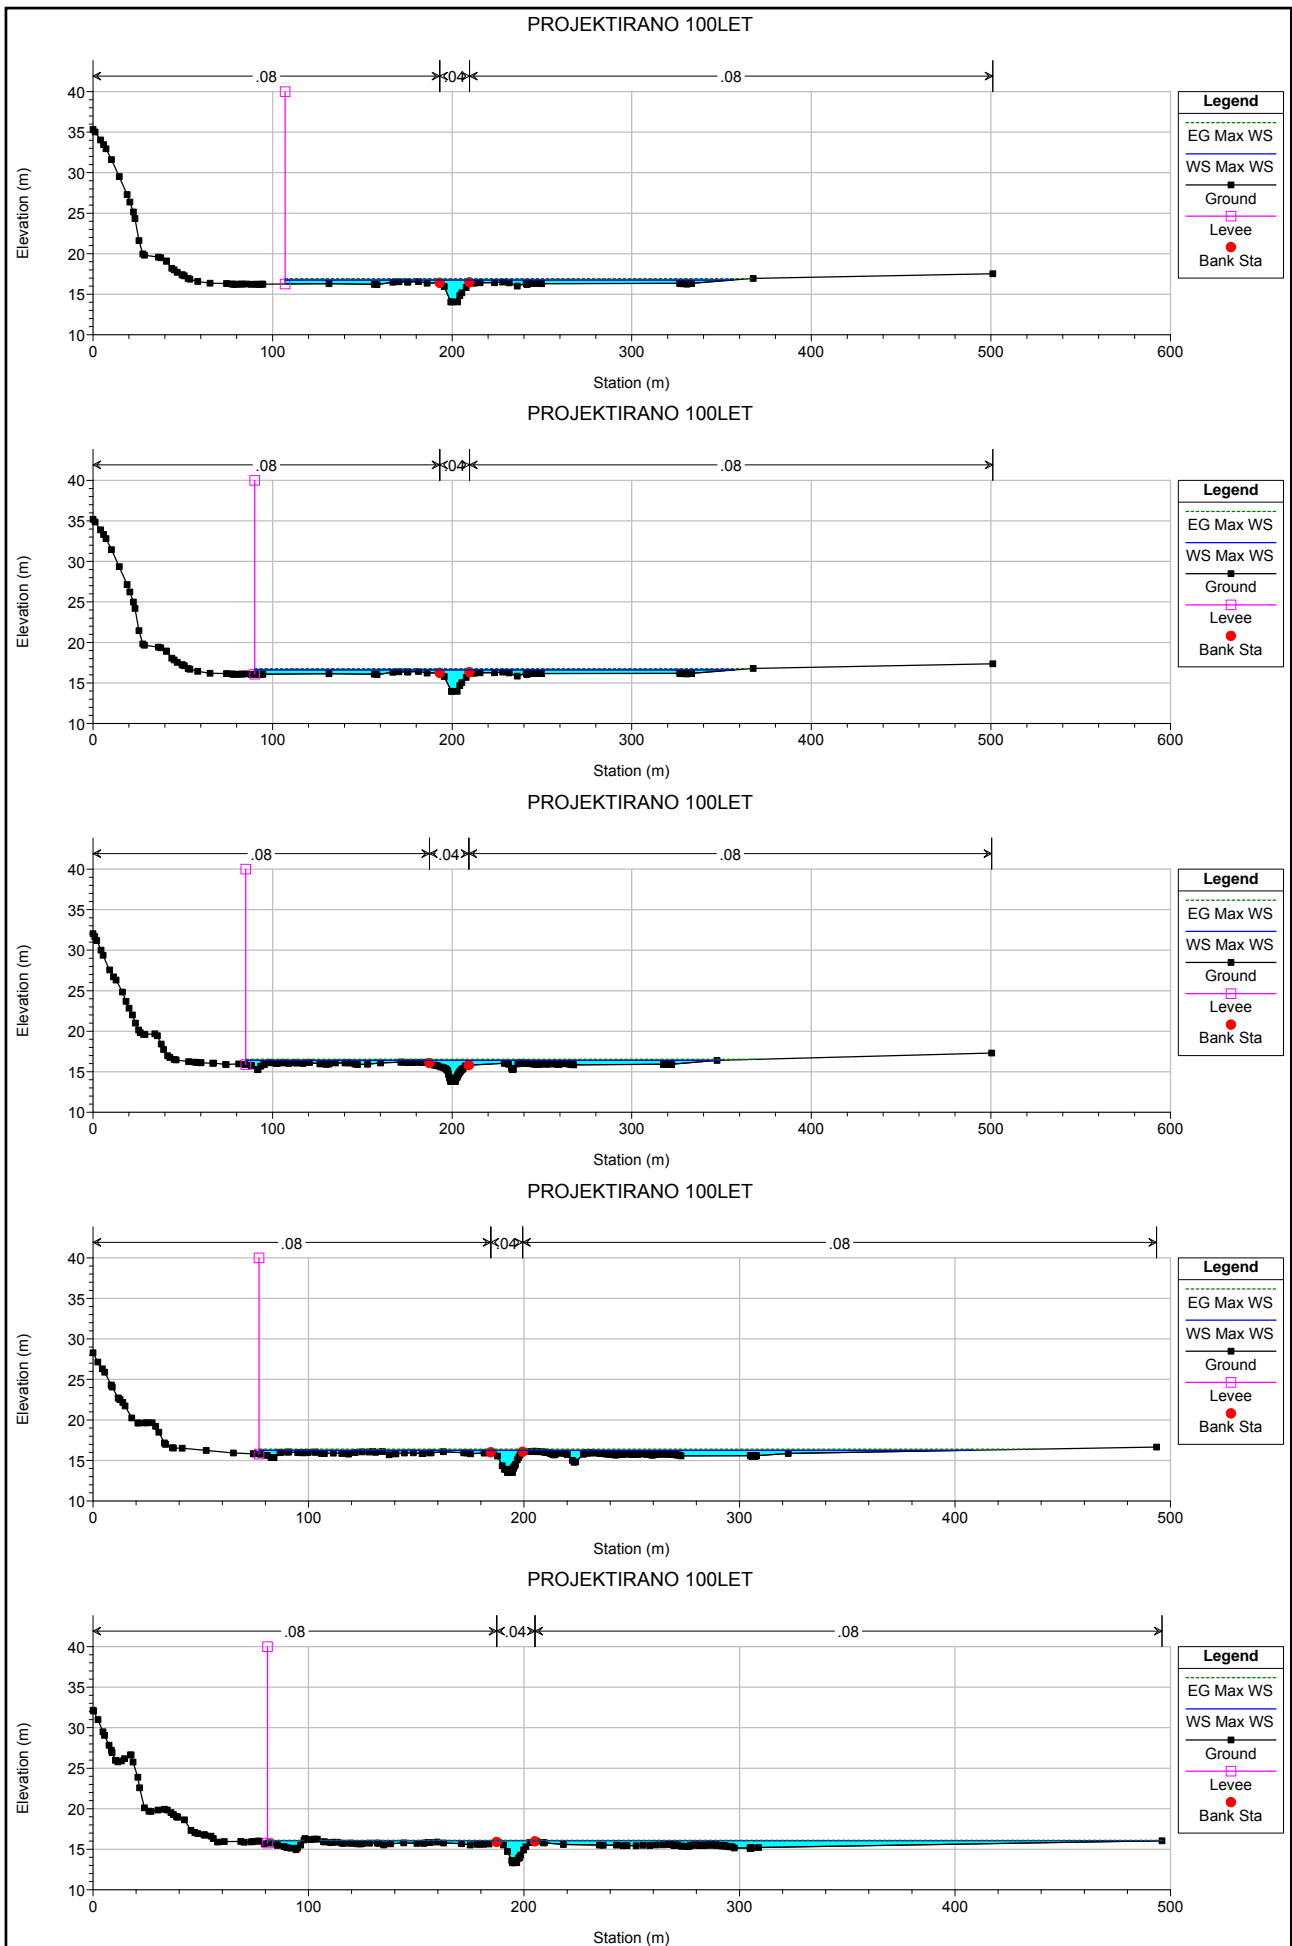 PROJEKTIRANO 100LET
.08 .04 .08
Legend
EG Max WS
WS Max WS
Ground
Levee
Bank Sta
Elevation (m)
40
35
30
25
20
15
10
0 100 200 300 400 500 600
Station (m)
PROJEKTIRANO 100LET
.08 .04 .08
Legend
EG Max WS
WS Max WS
Ground
Levee
Bank Sta
Elevation (m)
40
35
30
25
20
15
10
0 100 200 300 400 500 600
Station (m)
PROJEKTIRANO 100LET
.08 .04 .08
Legend
EG Max WS
WS Max WS
Ground
Levee
Bank Sta
Elevation (m)
40
35
30
25
20
15
10
0 100 200 300 400 500 600
Station (m)
PROJEKTIRANO 100LET
.08 .04 .08
Legend
EG Max WS
WS Max WS
Ground
Levee
Bank Sta
Elevation (m)
40
35
30
25
20
15
10
0 100 200 300 400 500
Station (m)
PROJEKTIRANO 100LET
.08 .04 .08
Legend
EG Max WS
WS Max WS
Ground
Levee
Bank Sta
Elevation (m)
40
35
30
25
20
15
10
0 100 200 300 400 500
Station (m)